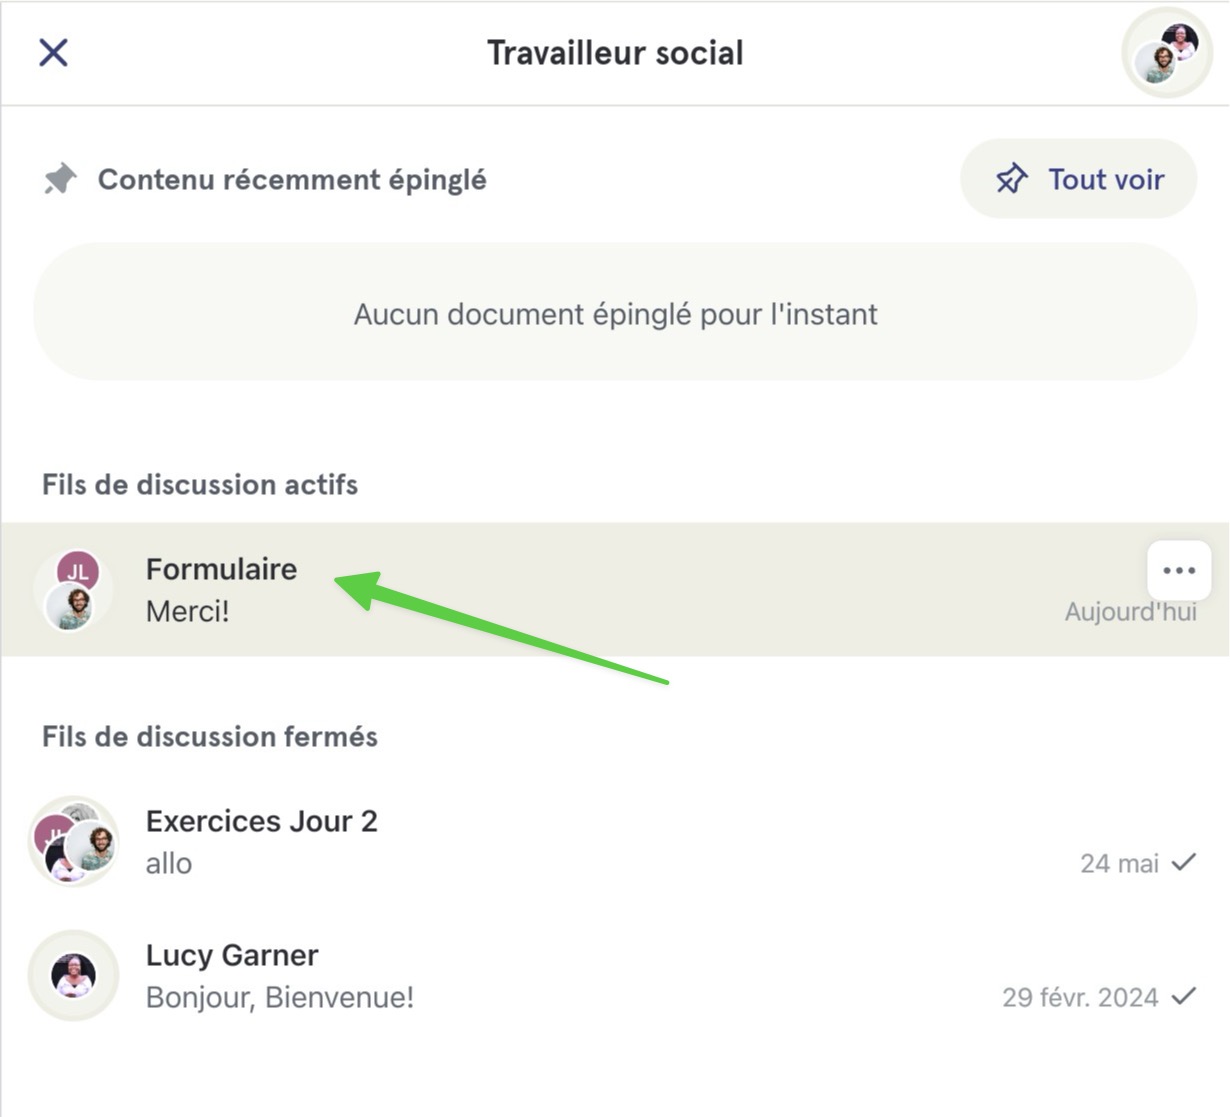 Travailleur social
Contenu récemment épinglé
Tout voir
Aucun document épinglé pour l'instant
Fils de discussion actifs
JL
Formulaire
Merci!
Aujourd'hui
Fils de discussion fermés
Exercices Jour 2
allo
24 mai
Lucy Garner
Bonjour, Bienvenue!
29 févr. 2024